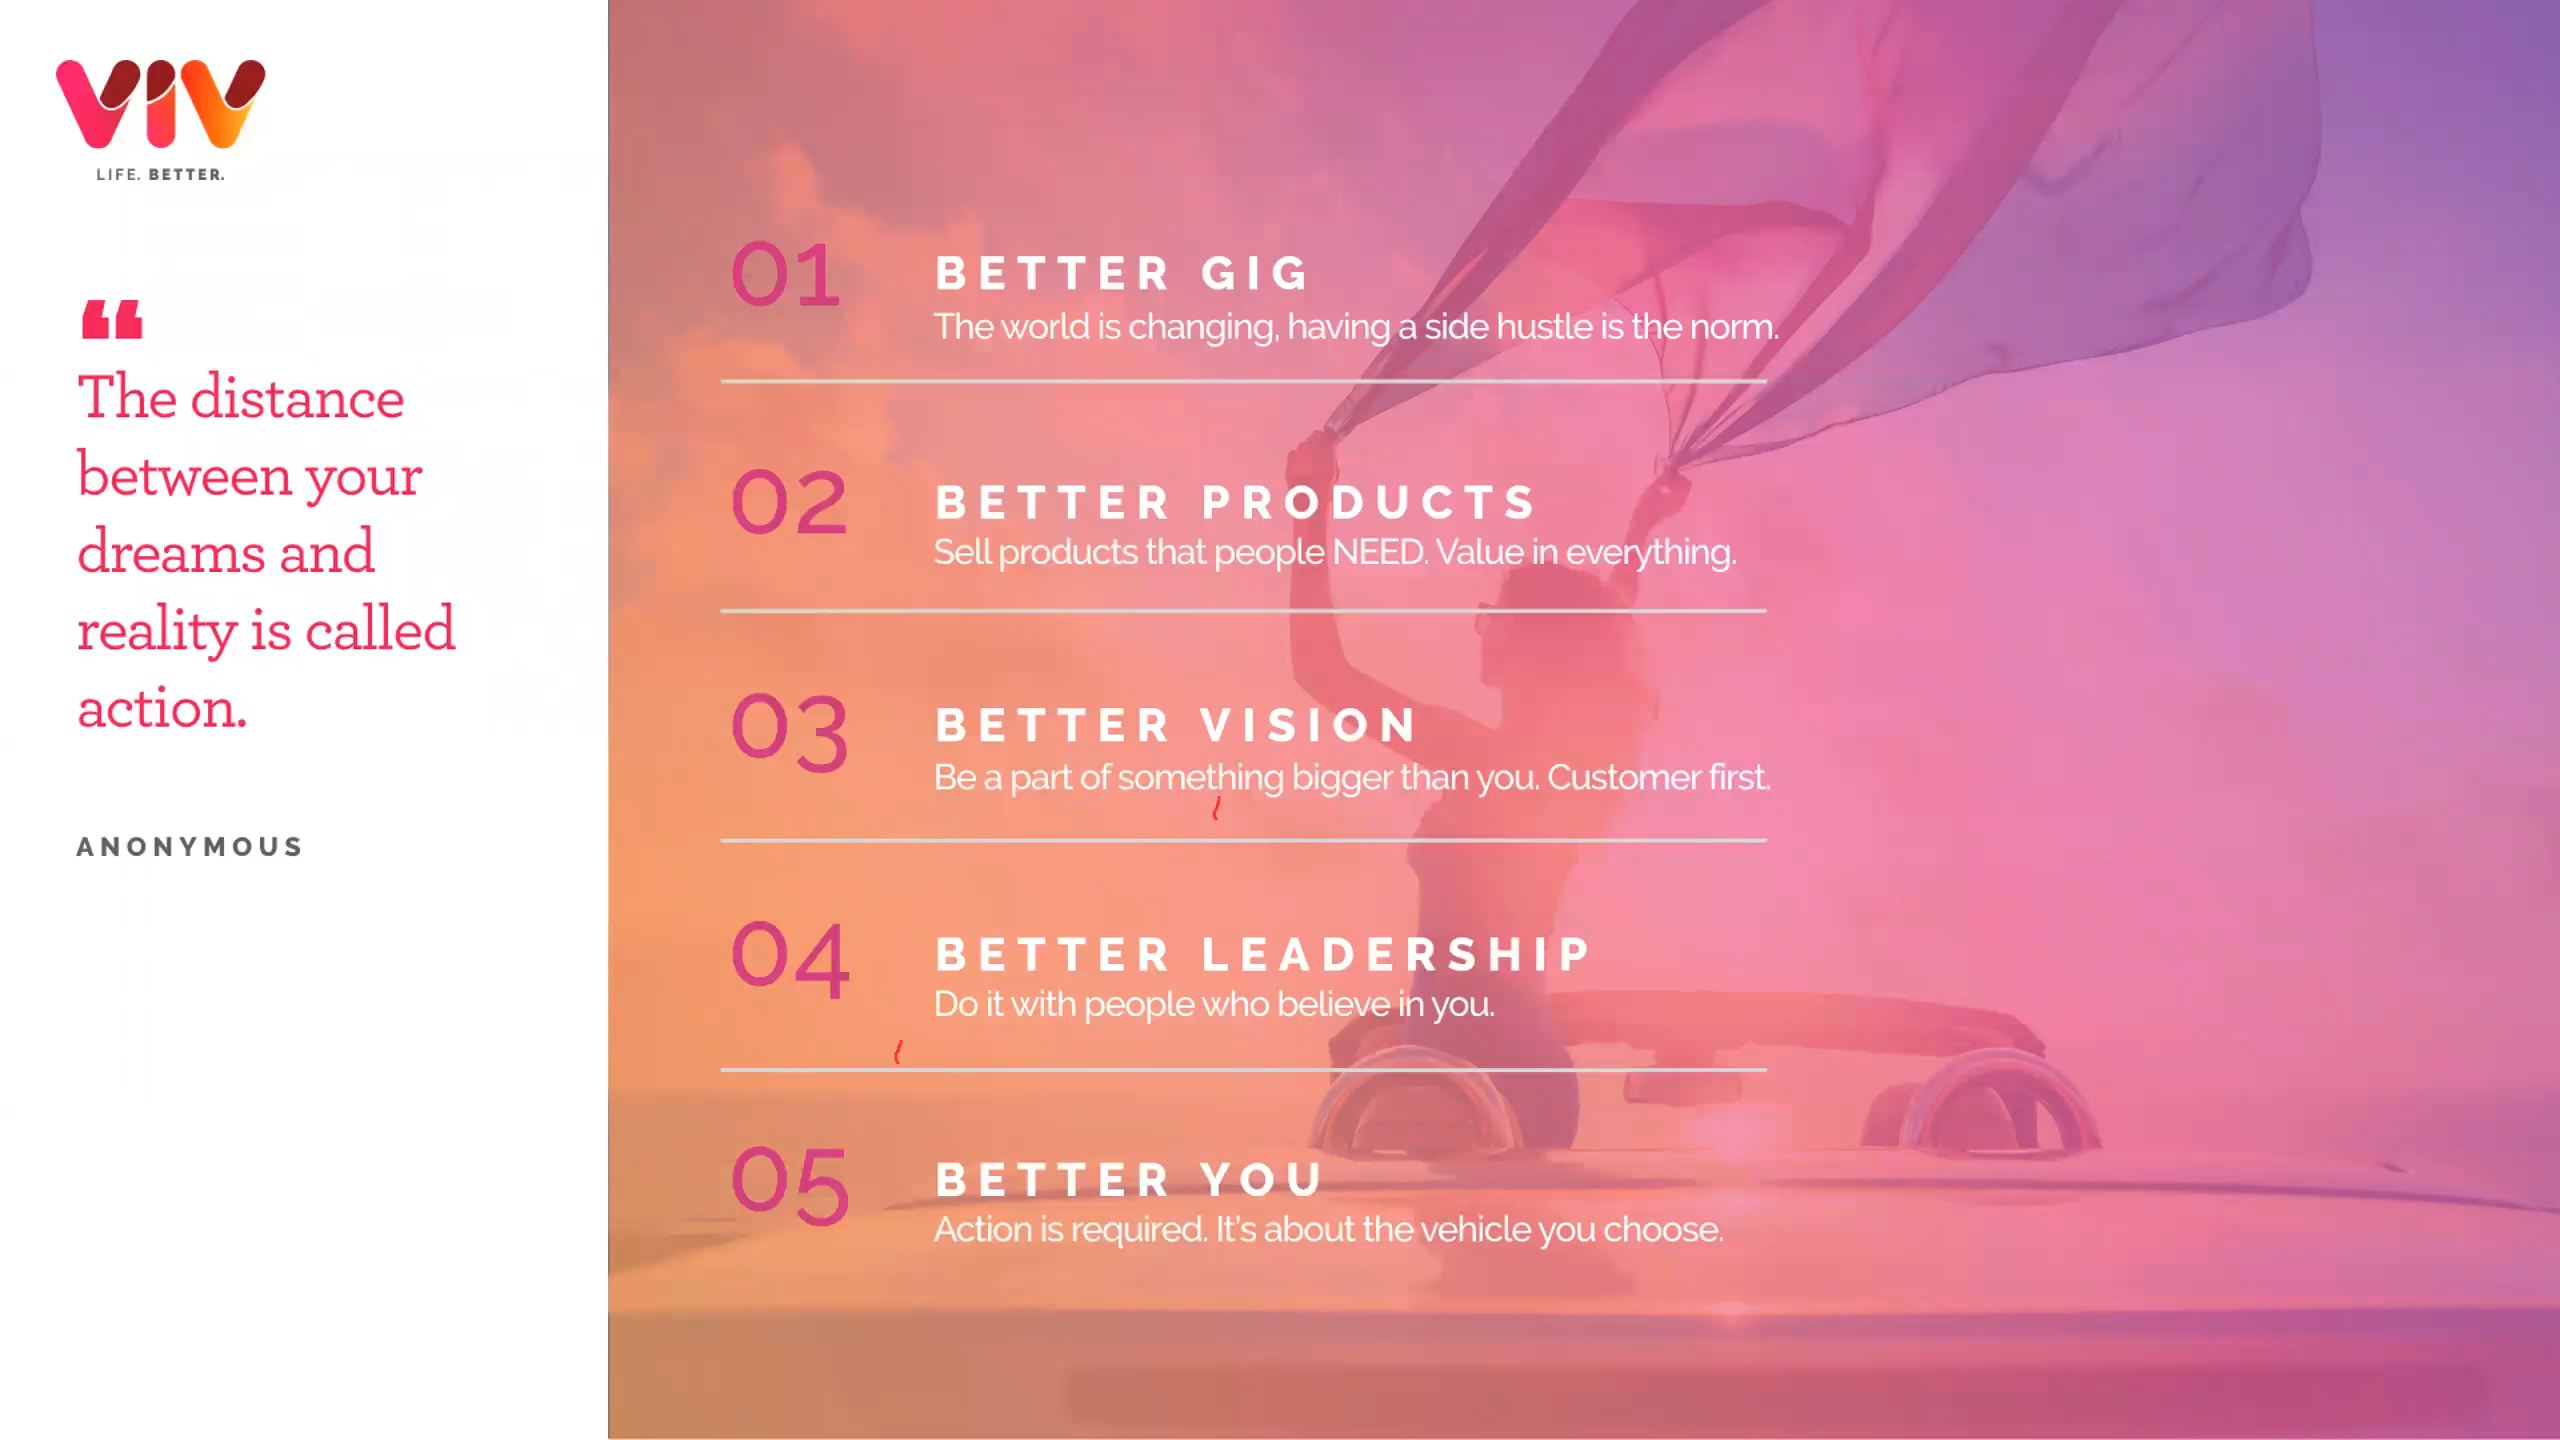 VIV
LIFE. BETTER.
“
The distance
between your
dreams and
reality is called
action.
ANONYMOUS
01
BETTER GIG
The world is changing, having a side hustle is the norm.
02
BETTER PRODUCTS
Sell products that people NEED. Value in everything.
03
BETTER VISION
Be a part of something bigger than you. Customer first.
04
BETTER LEADERSHIP
Do it with people who believe in you.
05
BETTER YOU
Action is required. It's about the vehicle you choose.